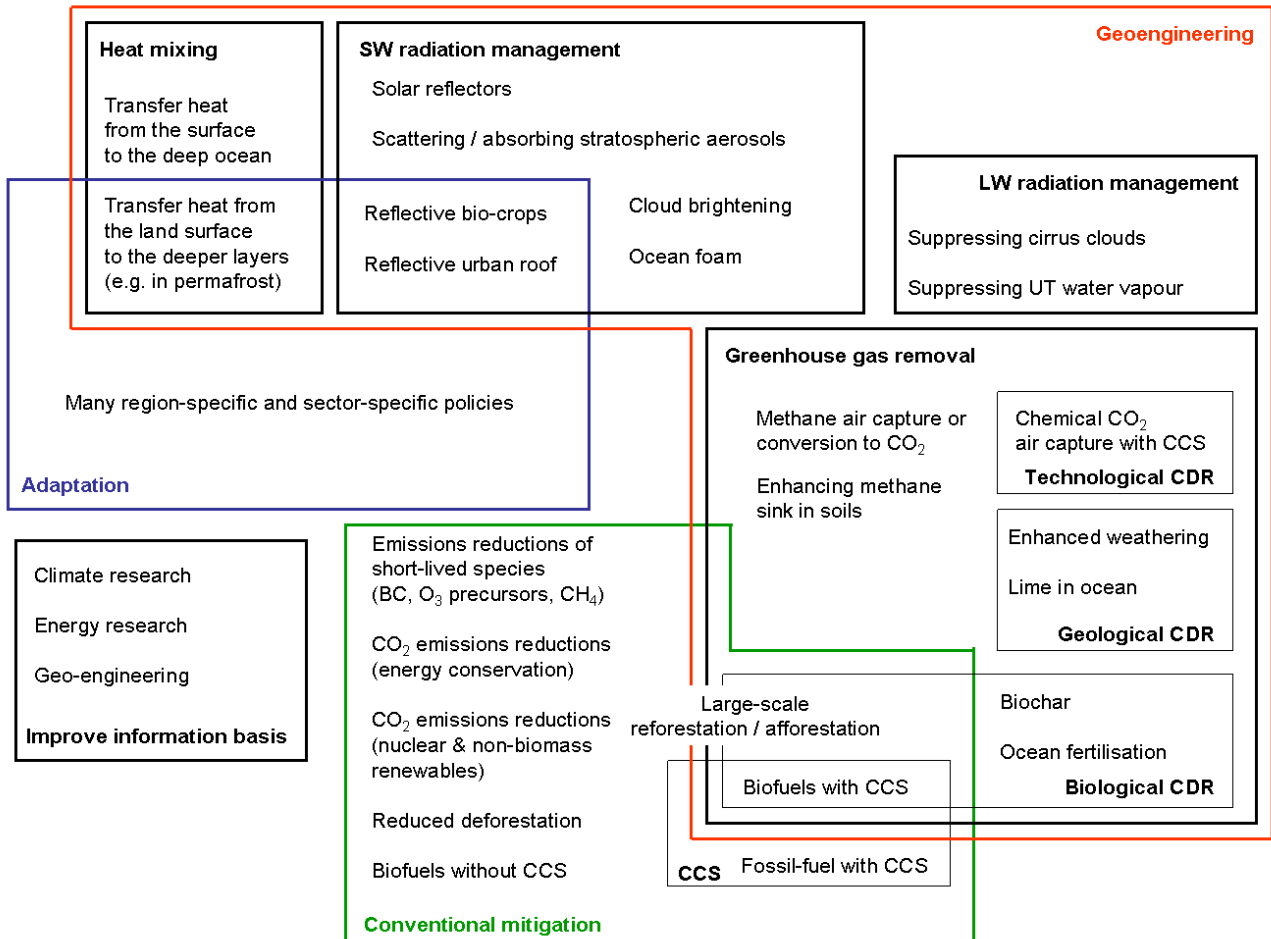 Geoengineering
Heat mixing
Transfer heat
from the surface
to the deep ocean
Transfer heat from
the land surface
to the deeper layers
(e.g. in permafrost)
SW radiation management
Solar reflectors
Scattering / absorbing stratospheric aerosols
Reflective bio-crops
Reflective urban roof
Cloud brightening
Ocean foam
LW radiation management
Suppressing cirrus clouds
Suppressing UT water vapour
Many region-specific and sector-specific policies
Adaptation
Greenhouse gas removal
Methane air capture or
conversion to CO₂
Enhancing methane
sink in soils
Chemical CO₂
air capture with CCS
Technological CDR
Enhanced weathering
Lime in ocean
Geological CDR
Climate research
Energy research
Geo-engineering
Improve information basis
Emissions reductions of
short-lived species
(BC, O₃ precursors, CH₄)
CO₂ emissions reductions
(energy conservation)
CO₂ emissions reductions
(nuclear & non-biomass
renewables)
Reduced deforestation
Biofuels without CCS
Conventional mitigation
Large-scale
reforestation / afforestation
Biochar
Ocean fertilisation
Biological CDR
Biofuels with CCS
CCS
Fossil-fuel with CCS